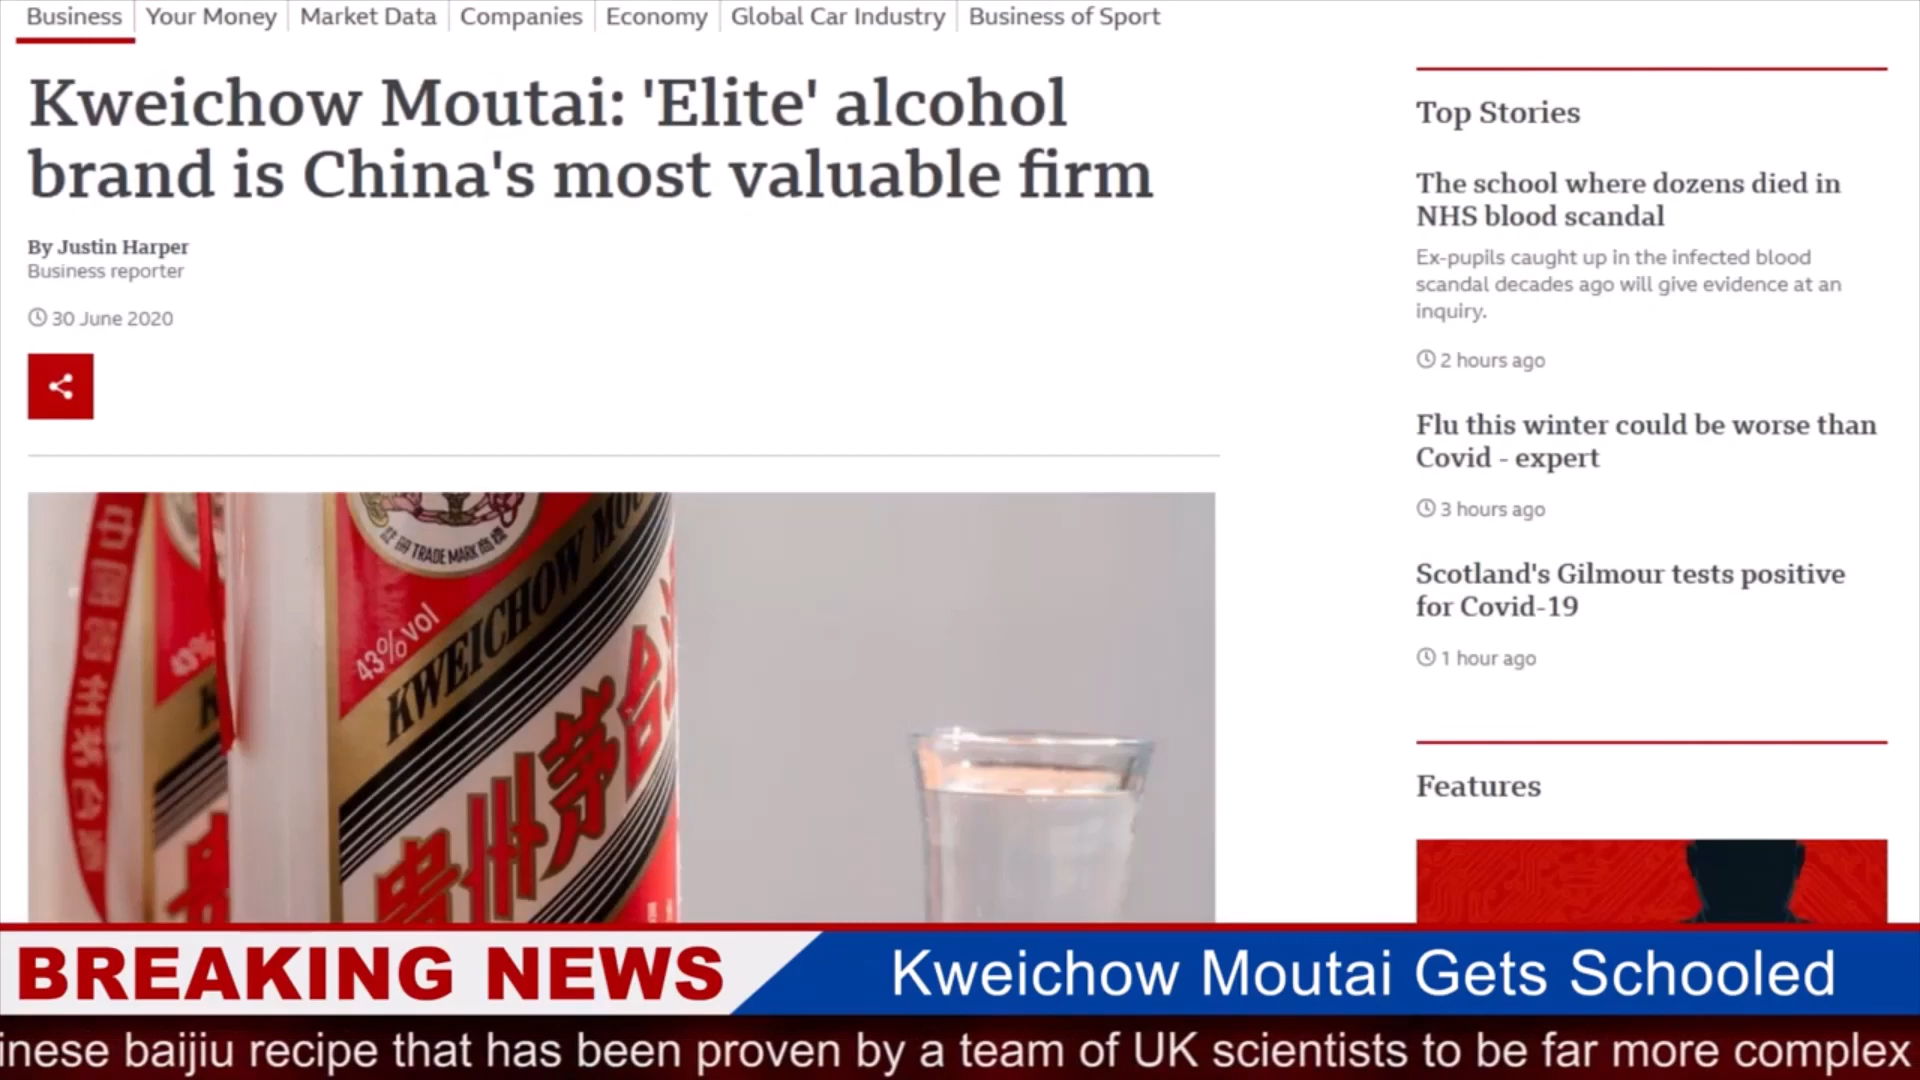 Business
Your Money
Market Data
Companies
Economy
Global Car Industry
Business of Sport
Kweichow Moutai: 'Elite' alcohol
brand is China's most valuable firm
By Justin Harper
Business reporter
30 June 2020
TRADE MARK
43% vol
KWEICHOW MOU
貴州茅台
43%
Top Stories
The school where dozens died in
NHS blood scandal
Ex-pupils caught up in the infected blood
scandal decades ago will give evidence at an
inquiry.
2 hours ago
Flu this winter could be worse than
Covid - expert
3 hours ago
Scotland's Gilmour tests positive
for Covid-19
1 hour ago
Features
BREAKING NEWS
Kweichow Moutai Gets Schooled
inese baijiu recipe that has been proven by a team of UK scientists to be far more complex